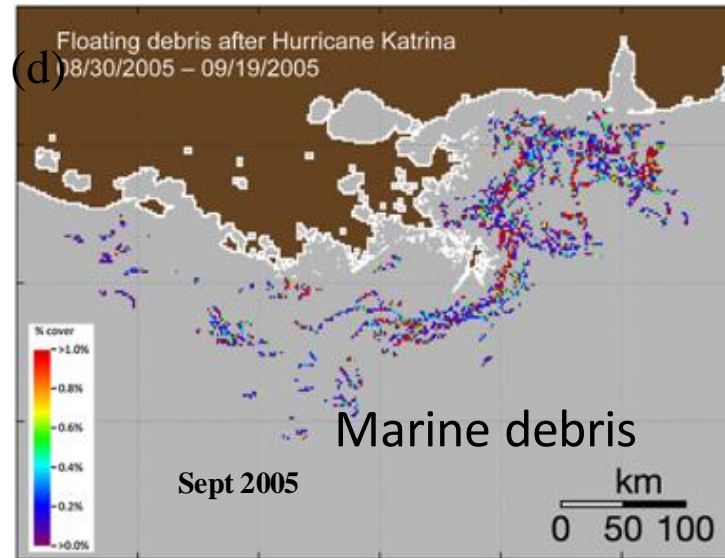 Floating debris after Hurricane Katrina
(d)
08/30/2005 – 09/19/2005
% cover
>1.0%
0.8%
0.6%
0.4%
0.2%
>0.0%
Marine debris
Sept 2005
km
0 50 100